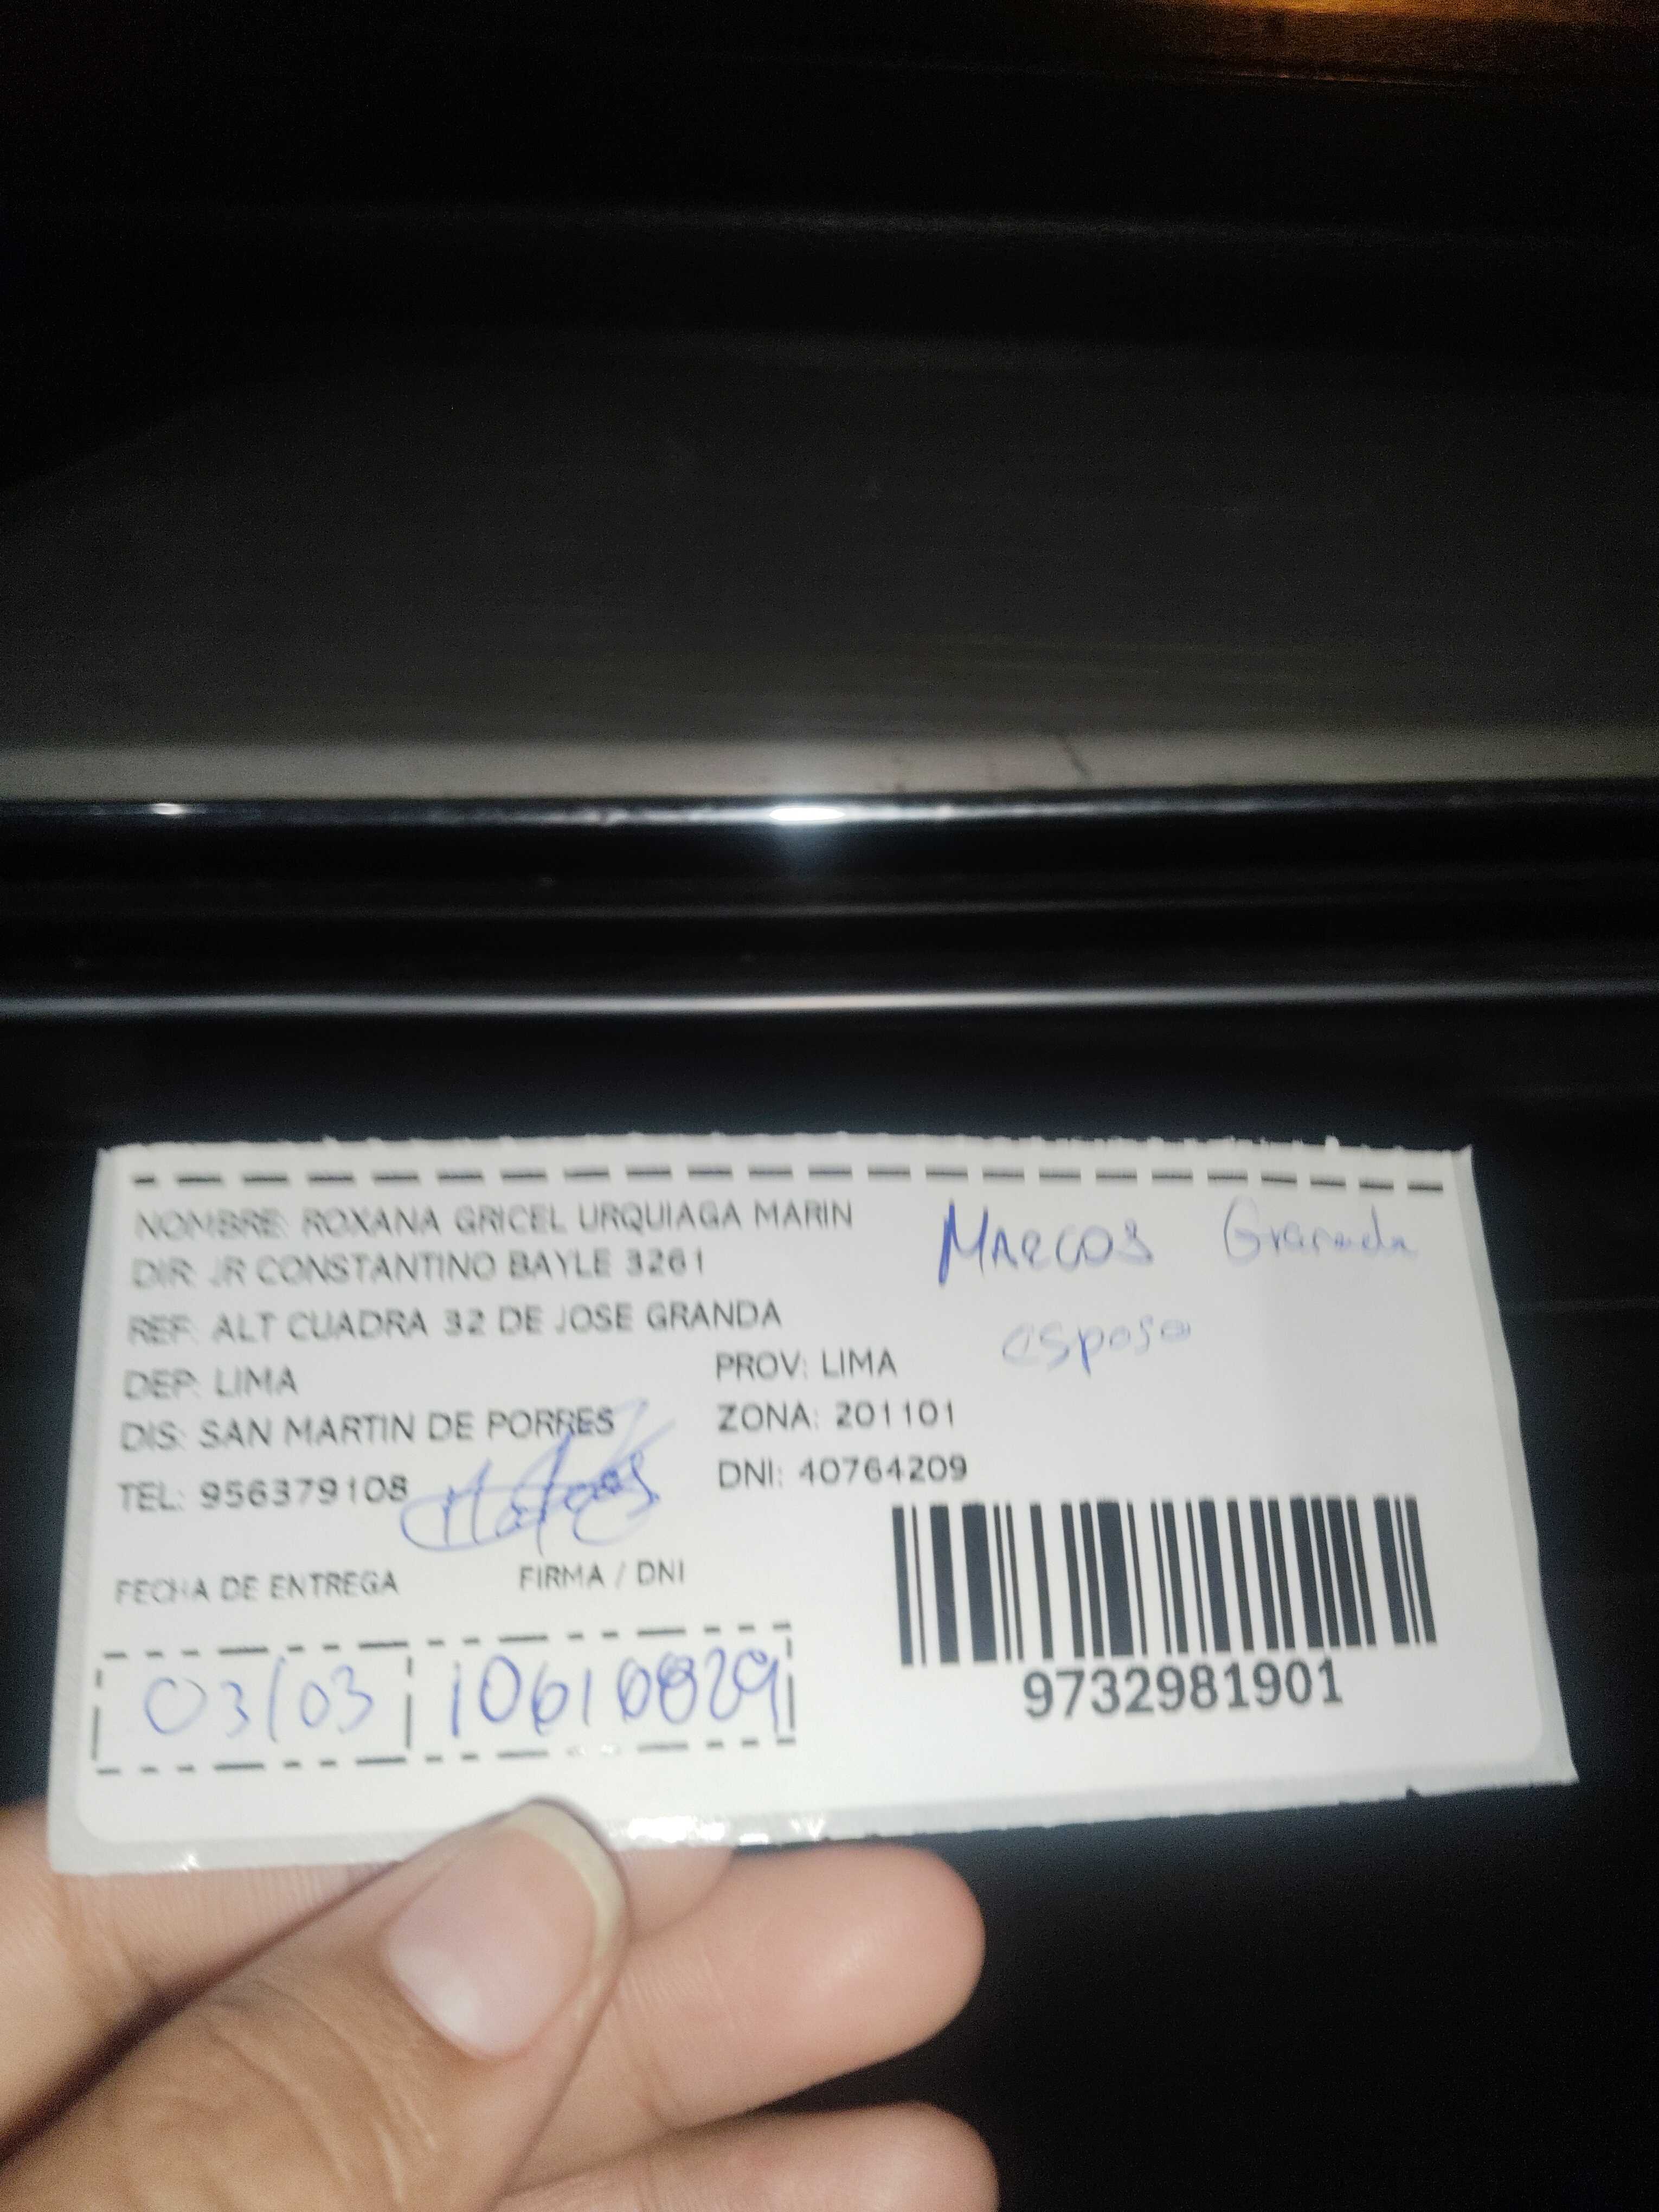 NOMBRE: ROXANA GRICEL URQUIAGA MARIN
Marcos Granada
DIR: JR CONSTANTINO BAYLE 3261
REF: ALT CUADRA 32 DE JOSE GRANDA
esposo
DEP: LIMA
PROV: LIMA
DIS: SAN MARTIN DE PORRES
ZONA: 201101
TEL: 956379108
DNI: 40764209
FECHA DE ENTREGA
FIRMA / DNI
03/03
9732981901